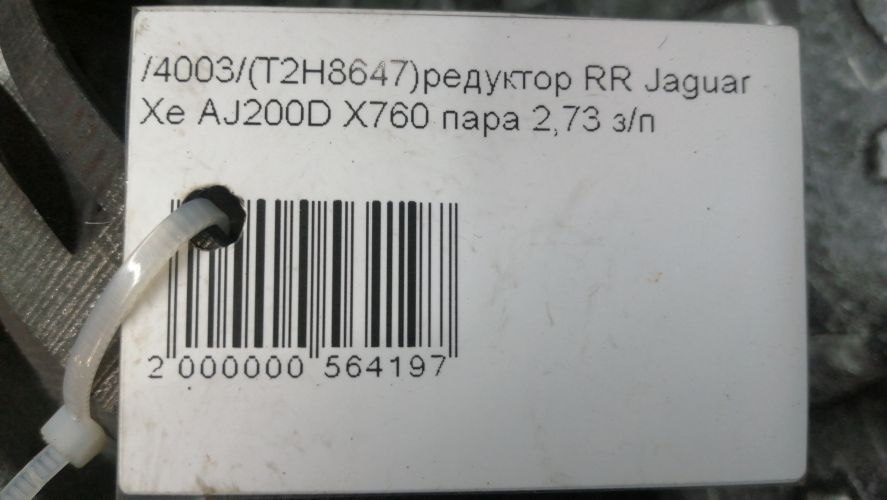 /4003/(T2H8647)редуктор RR Jaguar
Xe AJ200D X760 пара 2,73 з/п
2 000000 564197